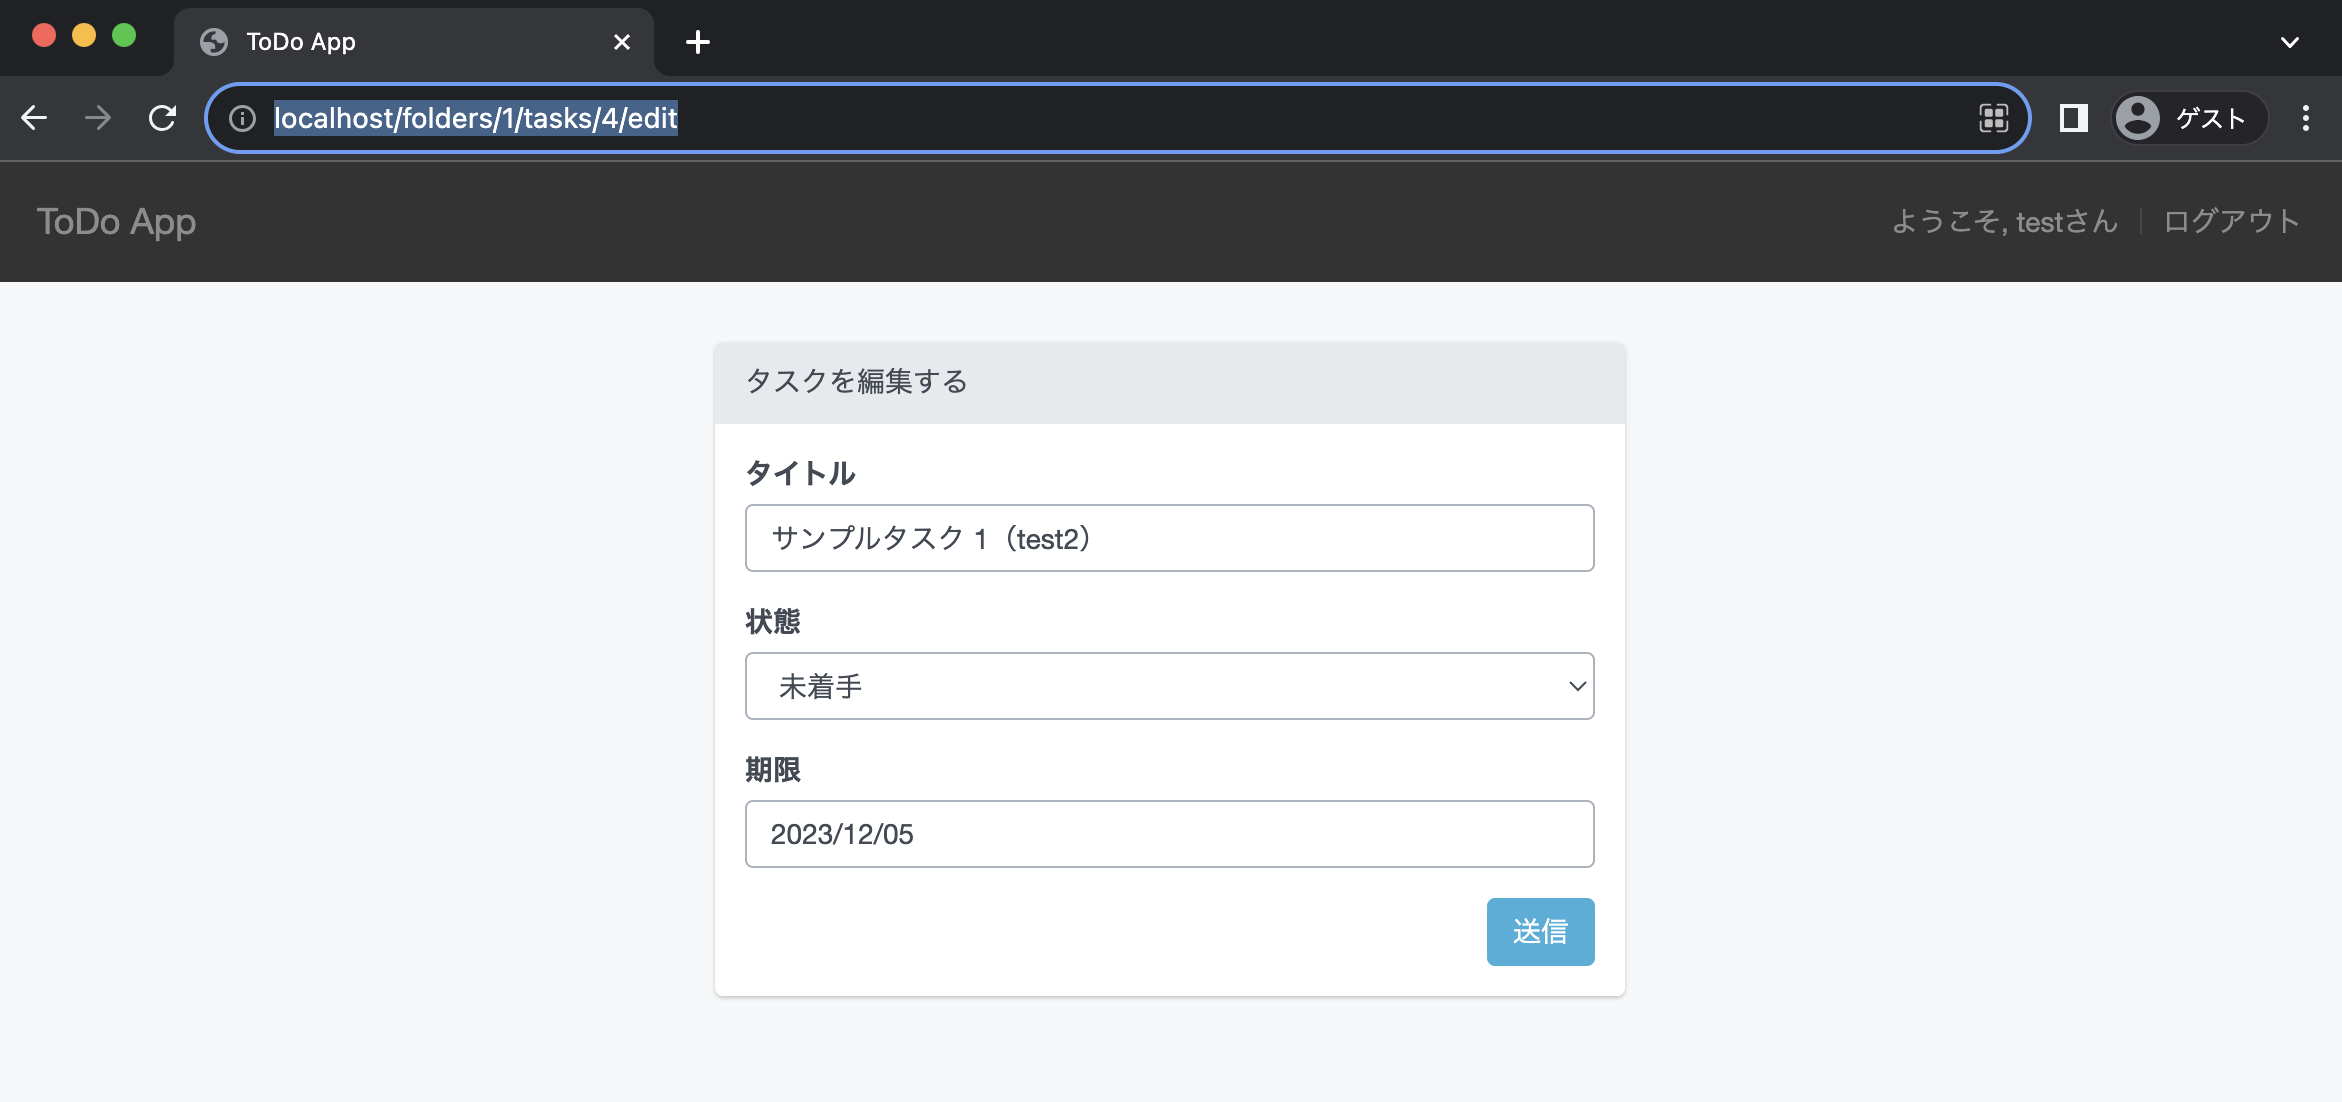 ToDo App
localhost/folders/1/tasks/4/edit
ゲスト
ToDo App
ようこそ, testさん
ログアウト
タスクを編集する
タイトル
サンプルタスク 1（test2）
状態
未着手
期限
2023/12/05
送信